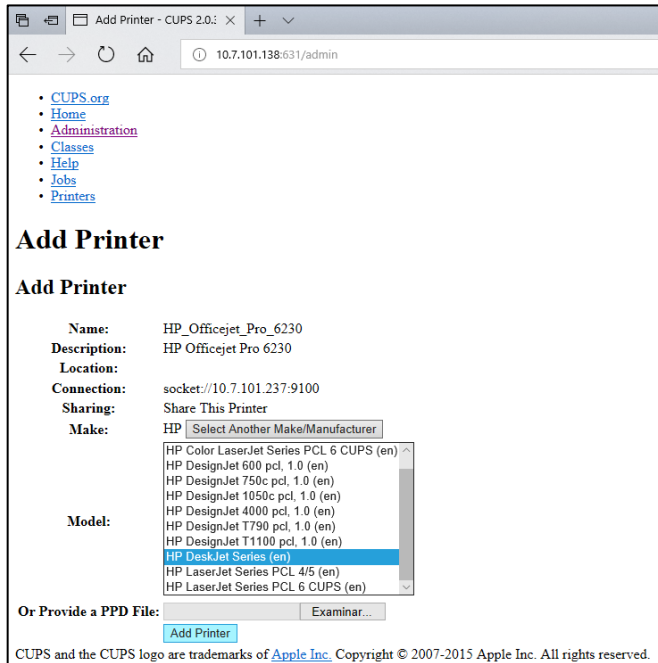 Add Printer - CUPS 2.0.:
10.7.101.138:631/admin
CUPS.org
Home
Administration
Classes
Help
Jobs
Printers
Add Printer
Add Printer
Name: HP_Officejet_Pro_6230
Description: HP Officejet Pro 6230
Location:
Connection: socket://10.7.101.237:9100
Sharing: Share This Printer
Make: HP Select Another Make/Manufacturer
HP Color LaserJet Series PCL 6 CUPS (en)
HP DesignJet 600 pcl, 1.0 (en)
HP DesignJet 750c pcl, 1.0 (en)
HP DesignJet 1050c pcl, 1.0 (en)
HP DesignJet 4000 pcl, 1.0 (en)
HP DesignJet T790 pcl, 1.0 (en)
Model: HP DesignJet T1100 pcl, 1.0 (en)
HP DeskJet Series (en)
HP LaserJet Series PCL 4/5 (en)
HP LaserJet Series PCL 6 CUPS (en)
Or Provide a PPD File: Examinar...
Add Printer
CUPS and the CUPS logo are trademarks of Apple Inc. Copyright © 2007-2015 Apple Inc. All rights reserved.